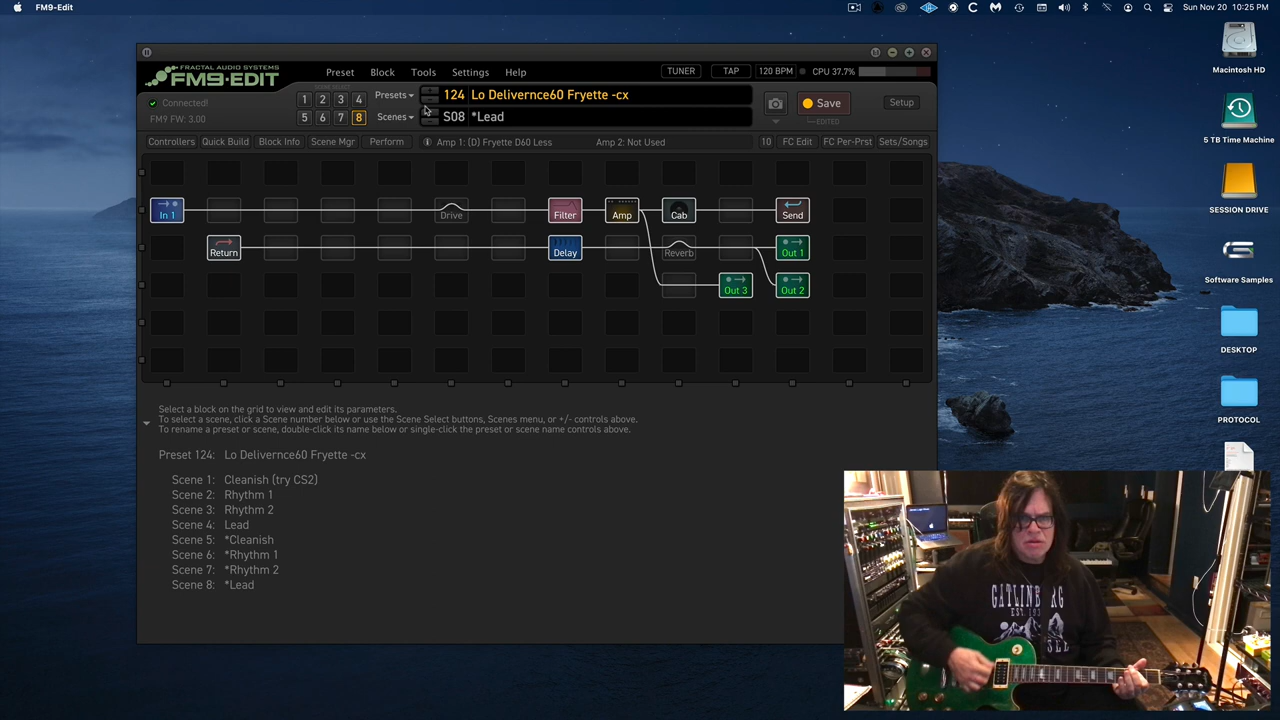 FM9-Edit
Sun Nov 20 10:25 PM
FRACTAL AUDIO SYSTEMS
FM9-EDIT
Preset Block Tools Settings Help
TUNER TAP 120 BPM CPU 37.7%
SCENE SELECT
1 2 3 4
5 6 7 8
Presets
124 Lo Delivernce60 Fryette -cx
Scenes
S08 *Lead
Connected!
FM9 FW: 3.00
Save
EDITED
Setup
Controllers Quick Build Block Info Scene Mgr Perform
Amp 1: (D) Fryette D60 Less
Amp 2: Not Used
10 FC Edit FC Per-Prst Sets/Songs
In 1 Drive Filter Amp Cab Send
Return Delay Reverb Out 1
Out 3 Out 2
Select a block on the grid to view and edit its parameters.
To select a scene, click a Scene number below or use the Scene Select buttons, Scenes menu, or +/- controls above.
To rename a preset or scene, double-click its name below or single-click the preset or scene name controls above.
Preset 124: Lo Delivernce60 Fryette -cx
Scene 1: Cleanish (try CS2)
Scene 2: Rhythm 1
Scene 3: Rhythm 2
Scene 4: Lead
Scene 5: *Cleanish
Scene 6: *Rhythm 1
Scene 7: *Rhythm 2
Scene 8: *Lead
Macintosh HD
5 TB Time Machine
SESSION DRIVE
Software Samples
DESKTOP
PROTOCOL